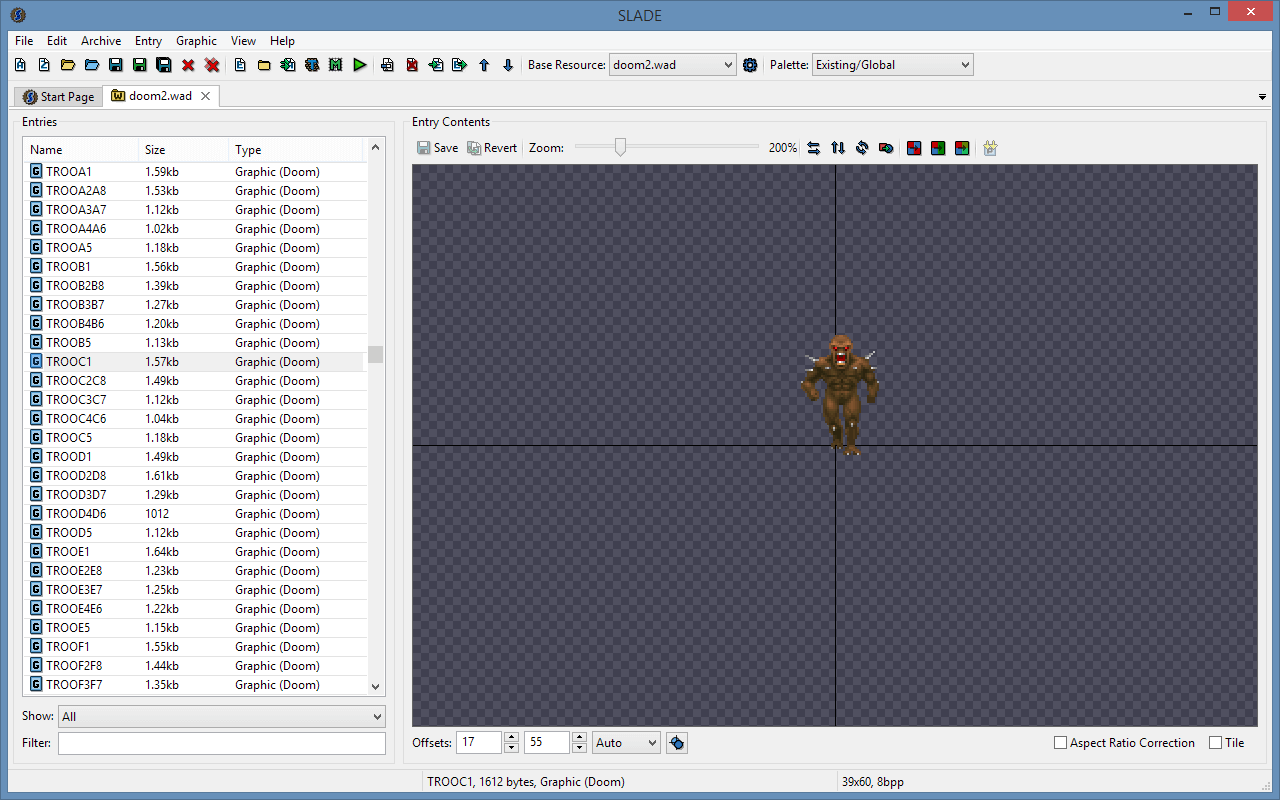 SLADE
File Edit Archive Entry Graphic View Help
Base Resource: doom2.wad Palette: Existing/Global
Start Page doom2.wad
Entries
Name Size Type
TROOA1 1.59kb Graphic (Doom)
TROOA2A8 1.53kb Graphic (Doom)
TROOA3A7 1.12kb Graphic (Doom)
TROOA4A6 1.02kb Graphic (Doom)
TROOA5 1.18kb Graphic (Doom)
TROOB1 1.56kb Graphic (Doom)
TROOB2B8 1.39kb Graphic (Doom)
TROOB3B7 1.27kb Graphic (Doom)
TROOB4B6 1.20kb Graphic (Doom)
TROOB5 1.13kb Graphic (Doom)
TROOC1 1.57kb Graphic (Doom)
TROOC2C8 1.49kb Graphic (Doom)
TROOC3C7 1.12kb Graphic (Doom)
TROOC4C6 1.04kb Graphic (Doom)
TROOC5 1.18kb Graphic (Doom)
TROOD1 1.49kb Graphic (Doom)
TROOD2D8 1.61kb Graphic (Doom)
TROOD3D7 1.29kb Graphic (Doom)
TROOD4D6 1012 Graphic (Doom)
TROOD5 1.12kb Graphic (Doom)
TROOE1 1.64kb Graphic (Doom)
TROOE2E8 1.23kb Graphic (Doom)
TROOE3E7 1.25kb Graphic (Doom)
TROOE4E6 1.22kb Graphic (Doom)
TROOE5 1.15kb Graphic (Doom)
TROOF1 1.55kb Graphic (Doom)
TROOF2F8 1.44kb Graphic (Doom)
TROOF3F7 1.35kb Graphic (Doom)
Show: All
Filter:
Entry Contents
Save Revert Zoom: 200%
Offsets: 17 55 Auto Aspect Ratio Correction Tile
TROOC1, 1612 bytes, Graphic (Doom) 39x60, 8bpp